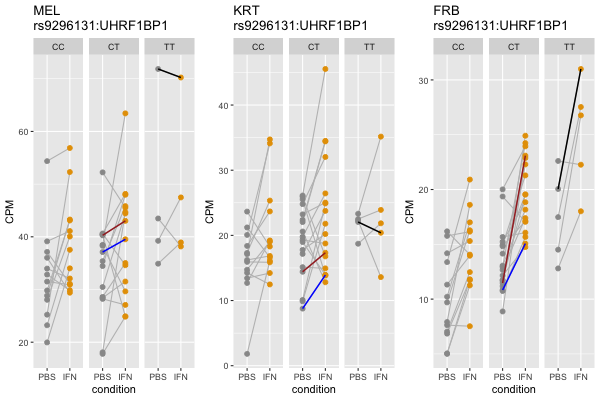 MEL
rs9296131:UHRF1BP1
CC CT TT
60
40
20
CPM
PBS IFN PBS IFN PBS IFN
condition
KRT
rs9296131:UHRF1BP1
CC CT TT
40
30
20
10
0
CPM
PBS IFN PBS IFN PBS IFN
condition
FRB
rs9296131:UHRF1BP1
CC CT TT
30
20
10
CPM
PBS IFN PBS IFN PBS IFN
condition